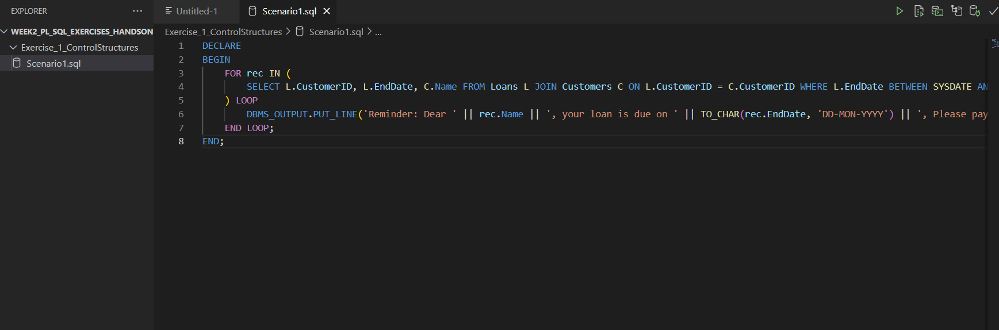 EXPLORER ···
Untitled-1
Scenario1.sql
WEEK2_PL_SQL_EXERCISES_HANDSON
Exercise_1_ControlStructures
Scenario1.sql
Exercise_1_ControlStructures > Scenario1.sql > ...
1 DECLARE
2 BEGIN
3 FOR rec IN (
4 SELECT L.CustomerID, L.EndDate, C.Name FROM Loans L JOIN Customers C ON L.CustomerID = C.CustomerID WHERE L.EndDate BETWEEN SYSDATE AN
5 ) LOOP
6 DBMS_OUTPUT.PUT_LINE('Reminder: Dear ' || rec.Name || ', your loan is due on ' || TO_CHAR(rec.EndDate, 'DD-MON-YYYY') || ', Please pay
7 END LOOP;
8 END;